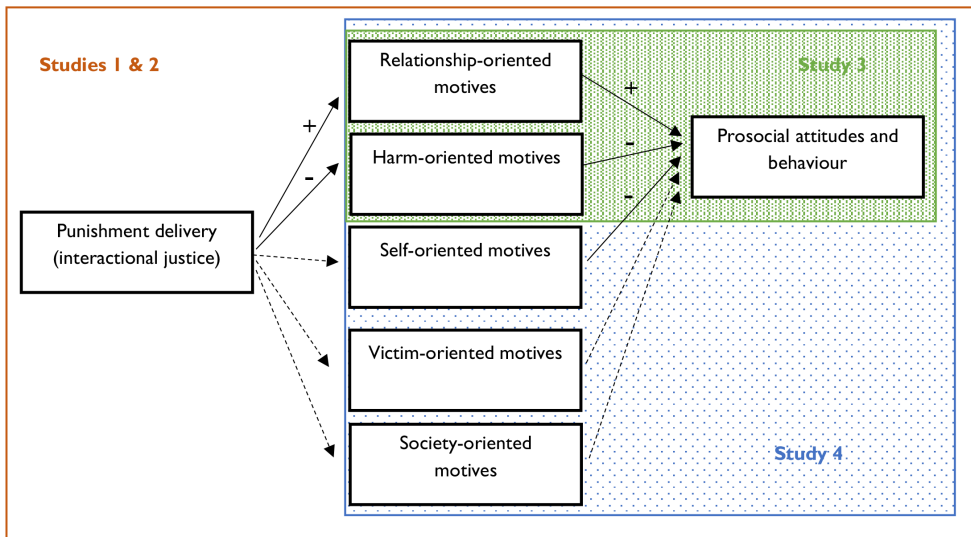 Studies 1 & 2
Relationship-oriented
motives
Study 3
+
+
Prosocial attitudes and
behaviour
-
Harm-oriented motives
-
Punishment delivery
(interactional justice)
-
Self-oriented motives
Victim-oriented motives
Society-oriented
motives
Study 4